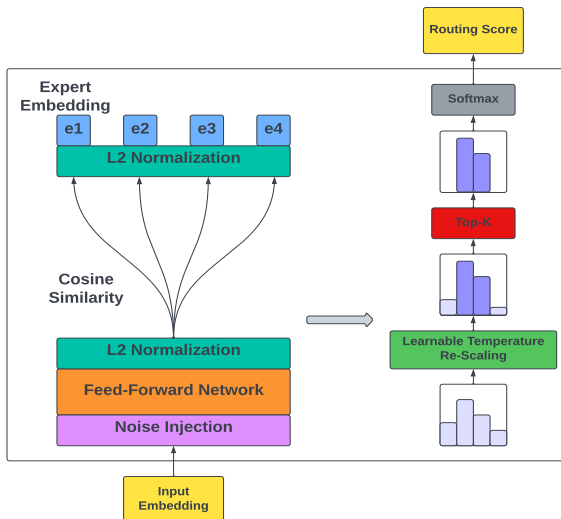 Routing Score
Expert
Embedding
Softmax
e1 e2 e3 e4
L2 Normalization
Top-K
Cosine
Similarity
L2 Normalization
Learnable Temperature
Re-Scaling
Feed-Forward Network
Noise Injection
Input
Embedding